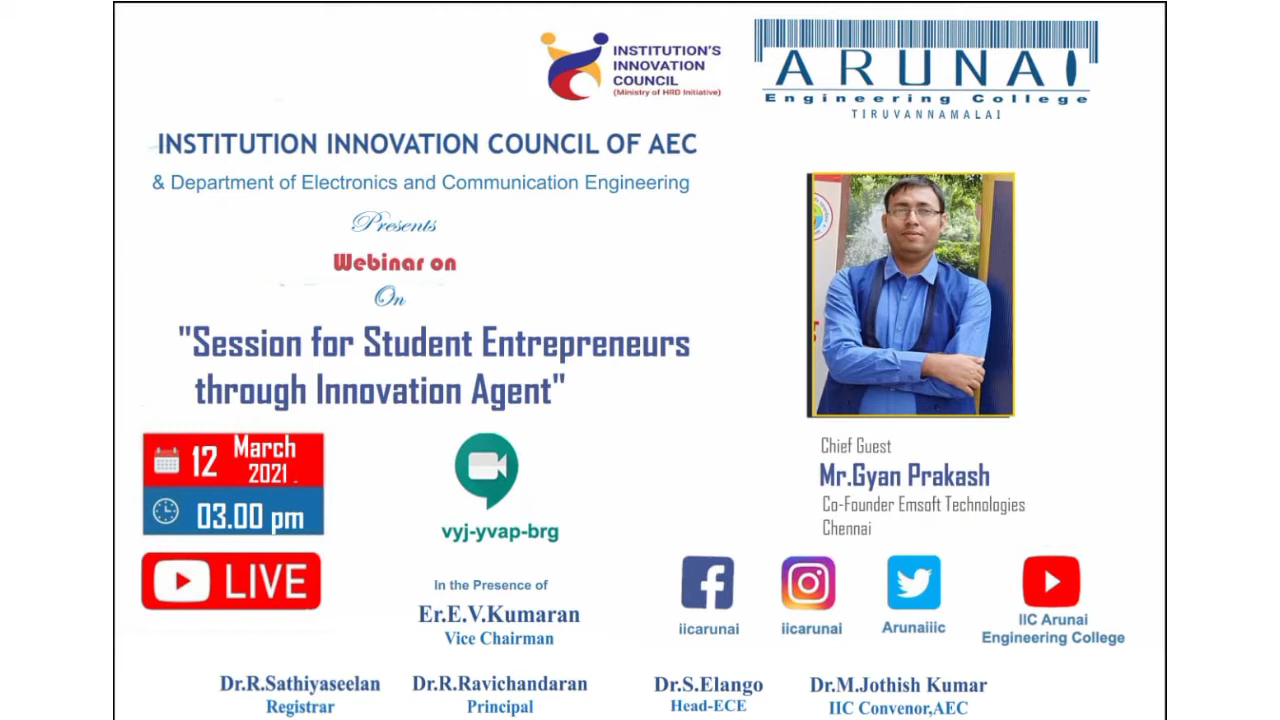 INSTITUTION'S
INNOVATION
COUNCIL
(Ministry of HRD Initiative)
ARUNAI
Engineering College
TIRUVANNAMALAI
INSTITUTION INNOVATION COUNCIL OF AEC
& Department of Electronics and Communication Engineering
Presents
Webinar on
On
"Session for Student Entrepreneurs
through Innovation Agent"
12 March
2021
03.00 pm
LIVE
vyj-yvap-brg
Chief Guest
Mr.Gyan Prakash
Co-Founder Emsoft Technologies
Chennai
In the Presence of
Er.E.V.Kumaran
Vice Chairman
iicarunai
iicarunai
Arunaiiic
IIC Arunai
Engineering College
Dr.R.Sathiyaseelan
Registrar
Dr.R.Ravichandaran
Principal
Dr.S.Elango
Head-ECE
Dr.M.Jothish Kumar
IIC Convenor,AEC